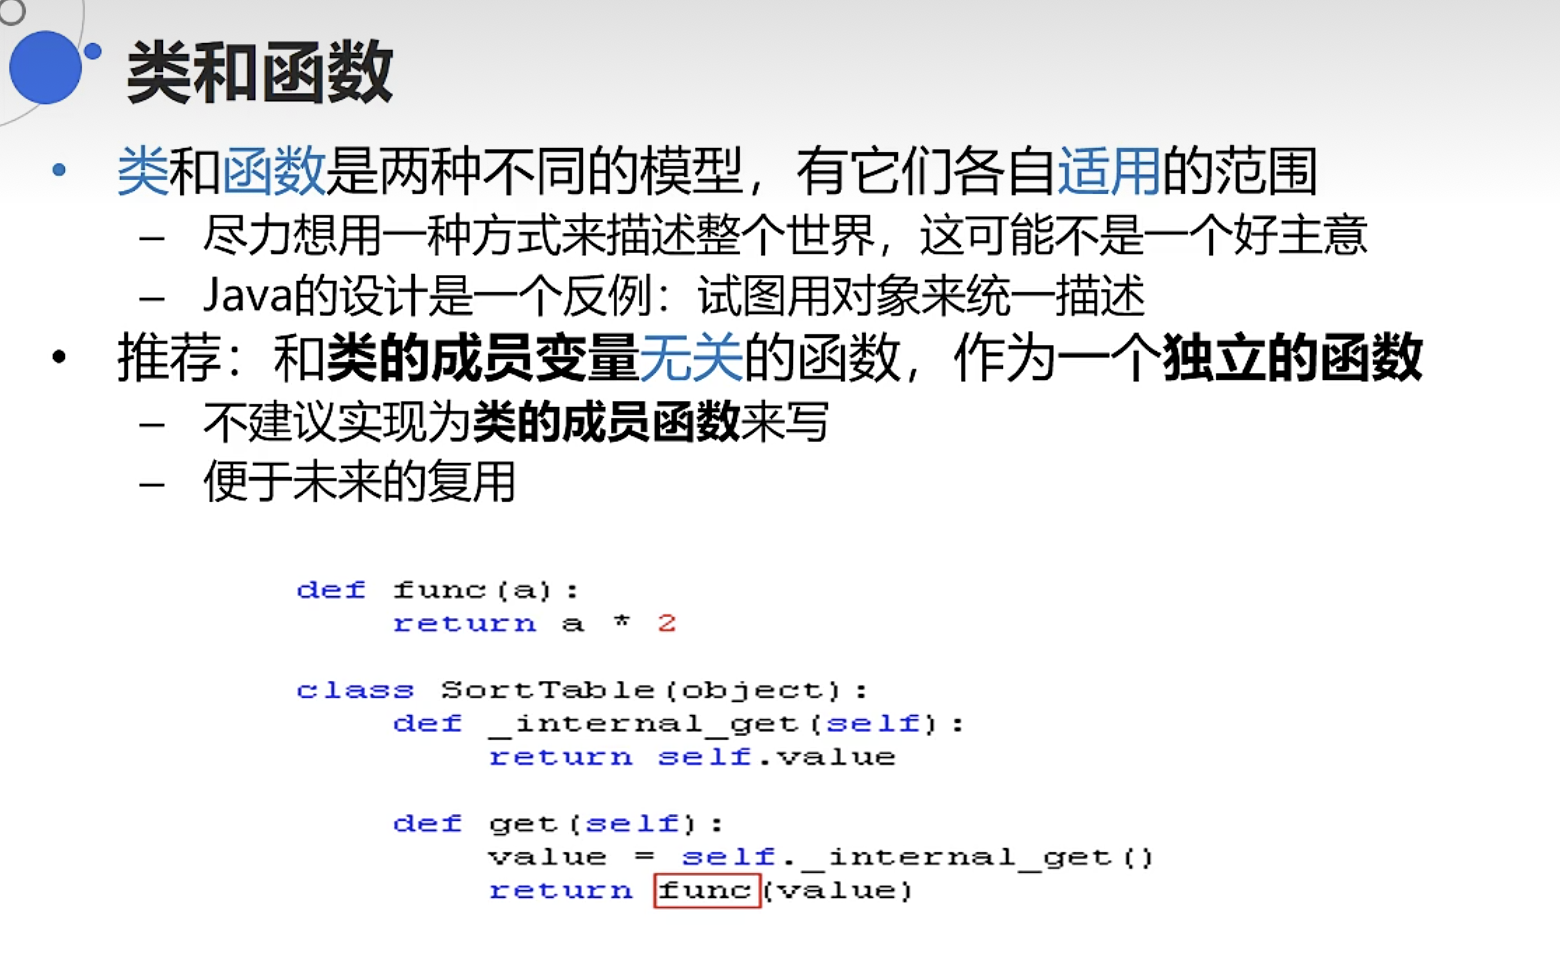 类和函数
• 类和函数是两种不同的模型，有它们各自适用的范围
– 尽力想用一种方式来描述整个世界，这可能不是一个好主意
– Java的设计是一个反例：试图用对象来统一描述
• 推荐：和类的成员变量无关的函数，作为一个独立的函数
– 不建议实现为类的成员函数来写
– 便于未来的复用
def func(a):
    return a * 2
class SortTable(object):
    def _internal_get(self):
        return self.value
    def get(self):
        value = self._internal_get()
        return func(value)